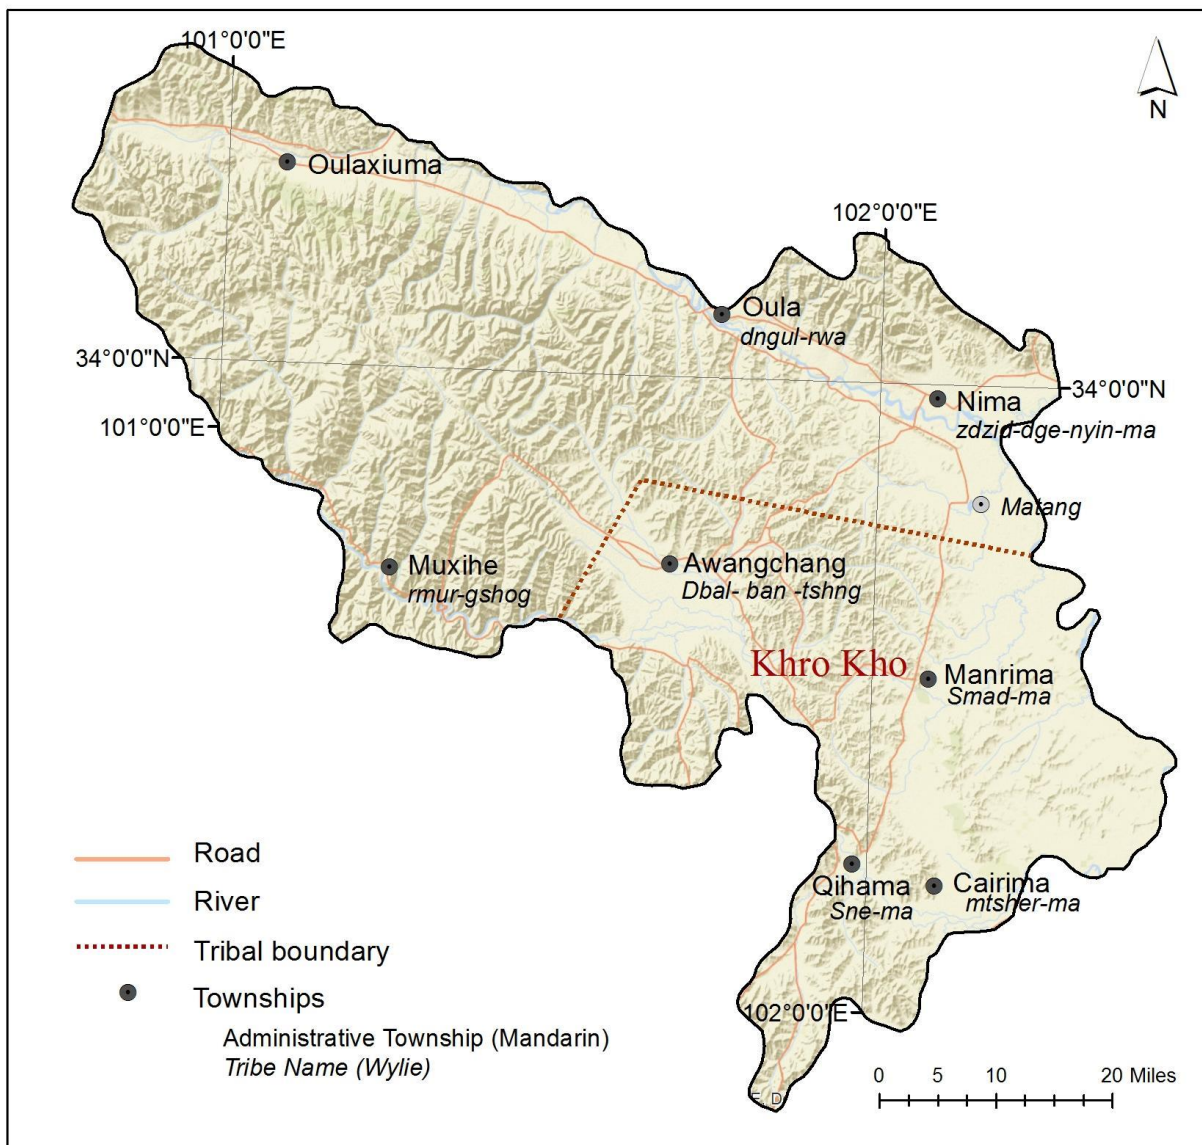 101°0'0"E
Oulaxiuma
102°0'0"E
Oula
dngul-rwa
34°0'0"N
34°0'0"N
Nima
zdzid-dge-nyin-ma
101°0'0"E
Matang
Muxihe
rmur-gshog
Awangchang
Dbal- ban -tshng
Khro Kho
Manrima
Smad-ma
Qihama
Sne-ma
Cairima
mtsher-ma
102°0'0"E
N
Road
River
Tribal boundary
Townships
Administrative Township (Mandarin)
Tribe Name (Wylie)
0 5 10 20 Miles